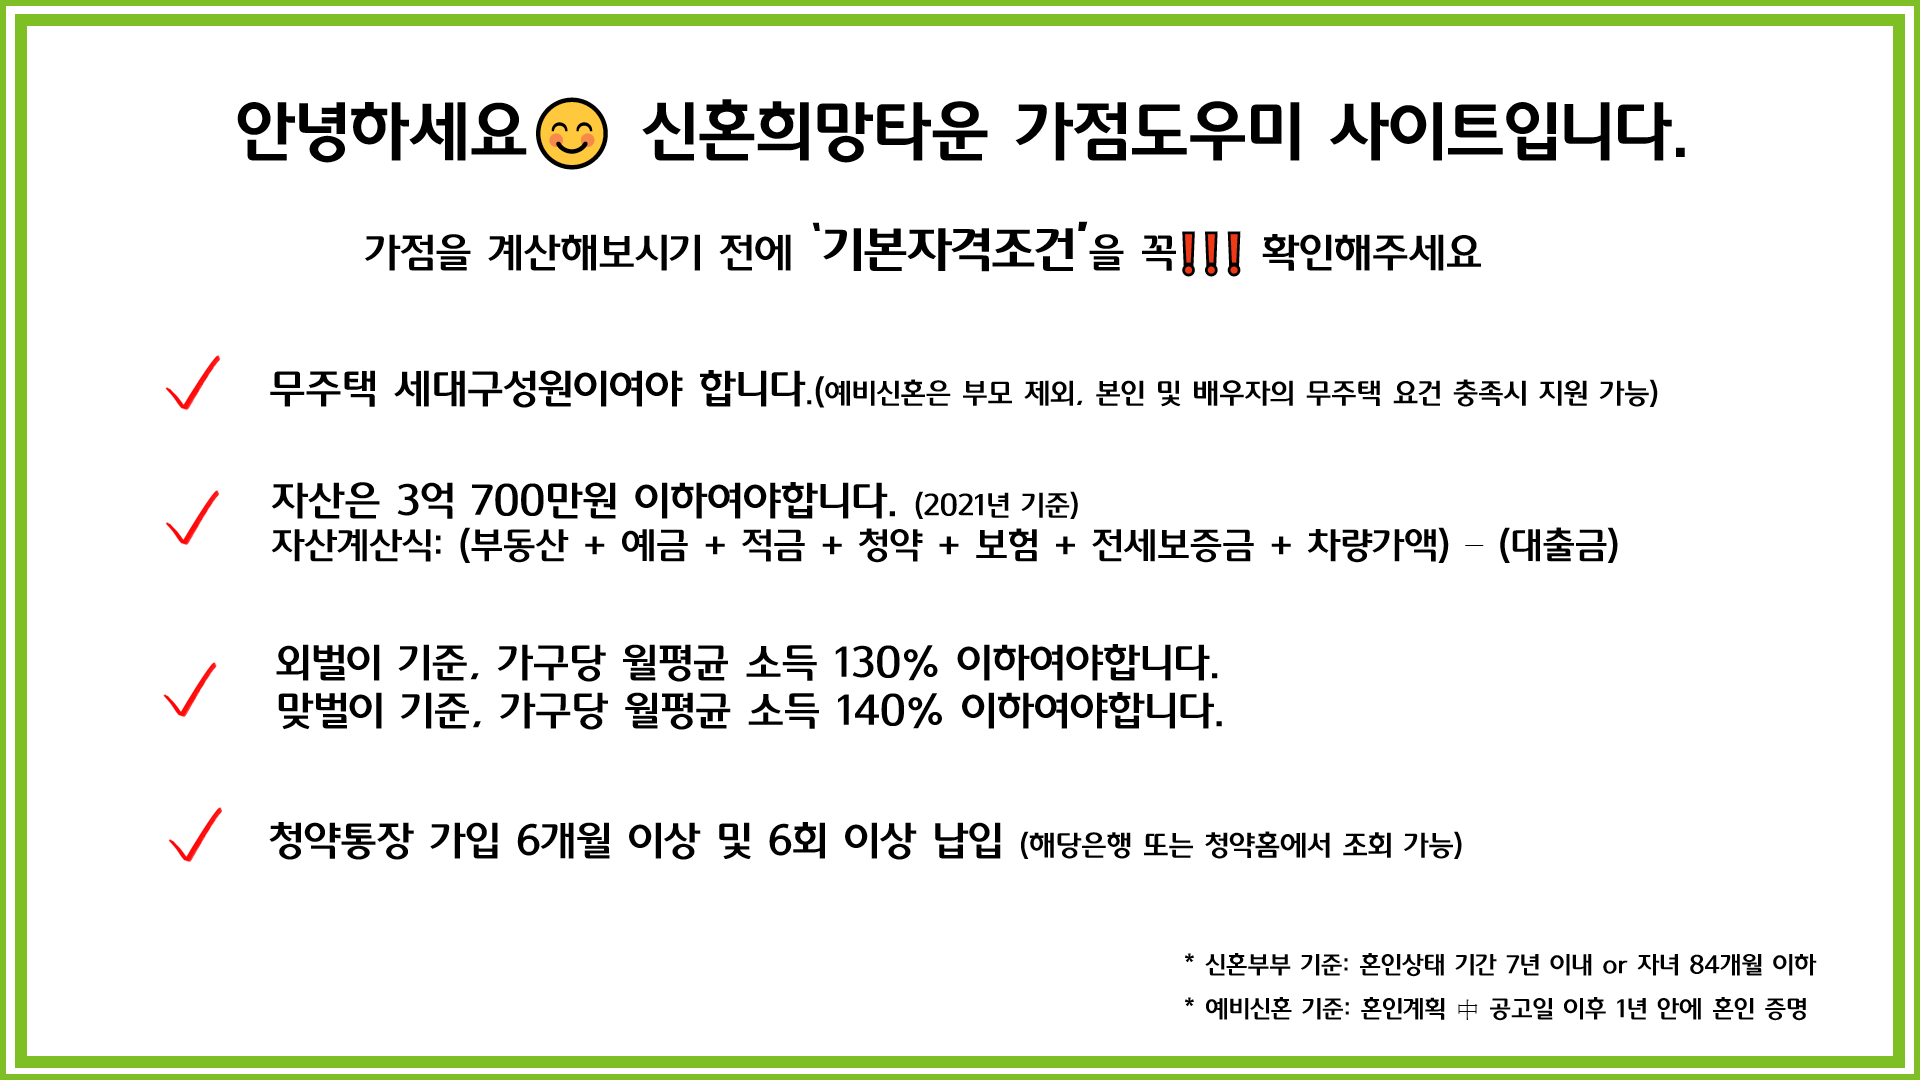 안녕하세요😊 신혼희망타운 가점도우미 사이트입니다.
가점을 계산해보시기 전에 '기본자격조건'을 꼭❗❗❗ 확인해주세요
무주택 세대구성원이여야 합니다.(예비신혼은 부모 제외, 본인 및 배우자의 무주택 요건 충족시 지원 가능)
자산은 3억 700만원 이하여야합니다. (2021년 기준)
자산계산식: (부동산 + 예금 + 적금 + 청약 + 보험 + 전세보증금 + 차량가액) – (대출금)
외벌이 기준, 가구당 월평균 소득 130% 이하여야합니다.
맞벌이 기준, 가구당 월평균 소득 140% 이하여야합니다.
청약통장 가입 6개월 이상 및 6회 이상 납입 (해당은행 또는 청약홈에서 조회 가능)
* 신혼부부 기준: 혼인상태 기간 7년 이내 or 자녀 84개월 이하
* 예비신혼 기준: 혼인계획 中 공고일 이후 1년 안에 혼인 증명